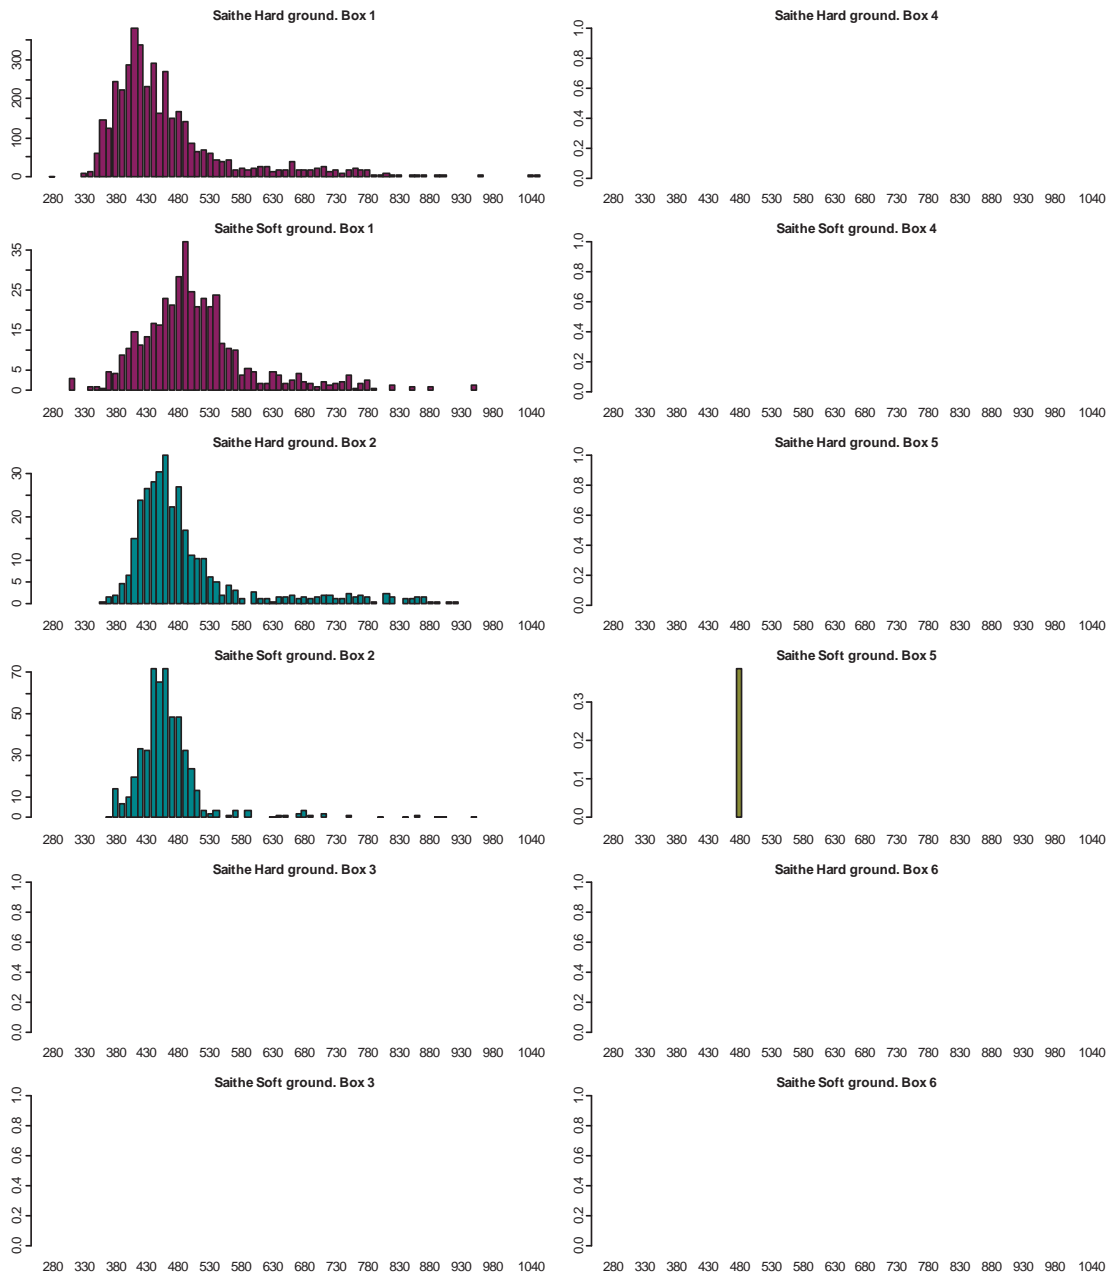 Saithe Hard ground. Box 1
0 100 200 300
280 330 380 430 480 530 580 630 680 730 780 830 880 930 980 1040
Saithe Soft ground. Box 1
0 5 15 25 35
280 330 380 430 480 530 580 630 680 730 780 830 880 930 980 1040
Saithe Hard ground. Box 2
0 5 10 20 30
280 330 380 430 480 530 580 630 680 730 780 830 880 930 980 1040
Saithe Soft ground. Box 2
0 10 30 50 70
280 330 380 430 480 530 580 630 680 730 780 830 880 930 980 1040
Saithe Hard ground. Box 3
0.0 0.2 0.4 0.6 0.8 1.0
280 330 380 430 480 530 580 630 680 730 780 830 880 930 980 1040
Saithe Soft ground. Box 3
0.0 0.2 0.4 0.6 0.8 1.0
280 330 380 430 480 530 580 630 680 730 780 830 880 930 980 1040
Saithe Hard ground. Box 4
0.0 0.2 0.4 0.6 0.8 1.0
280 330 380 430 480 530 580 630 680 730 780 830 880 930 980 1040
Saithe Soft ground. Box 4
0.0 0.2 0.4 0.6 0.8 1.0
280 330 380 430 480 530 580 630 680 730 780 830 880 930 980 1040
Saithe Hard ground. Box 5
0.0 0.2 0.4 0.6 0.8 1.0
280 330 380 430 480 530 580 630 680 730 780 830 880 930 980 1040
Saithe Soft ground. Box 5
0.0 0.1 0.2 0.3
280 330 380 430 480 530 580 630 680 730 780 830 880 930 980 1040
Saithe Hard ground. Box 6
0.0 0.2 0.4 0.6 0.8 1.0
280 330 380 430 480 530 580 630 680 730 780 830 880 930 980 1040
Saithe Soft ground. Box 6
0.0 0.2 0.4 0.6 0.8 1.0
280 330 380 430 480 530 580 630 680 730 780 830 880 930 980 1040